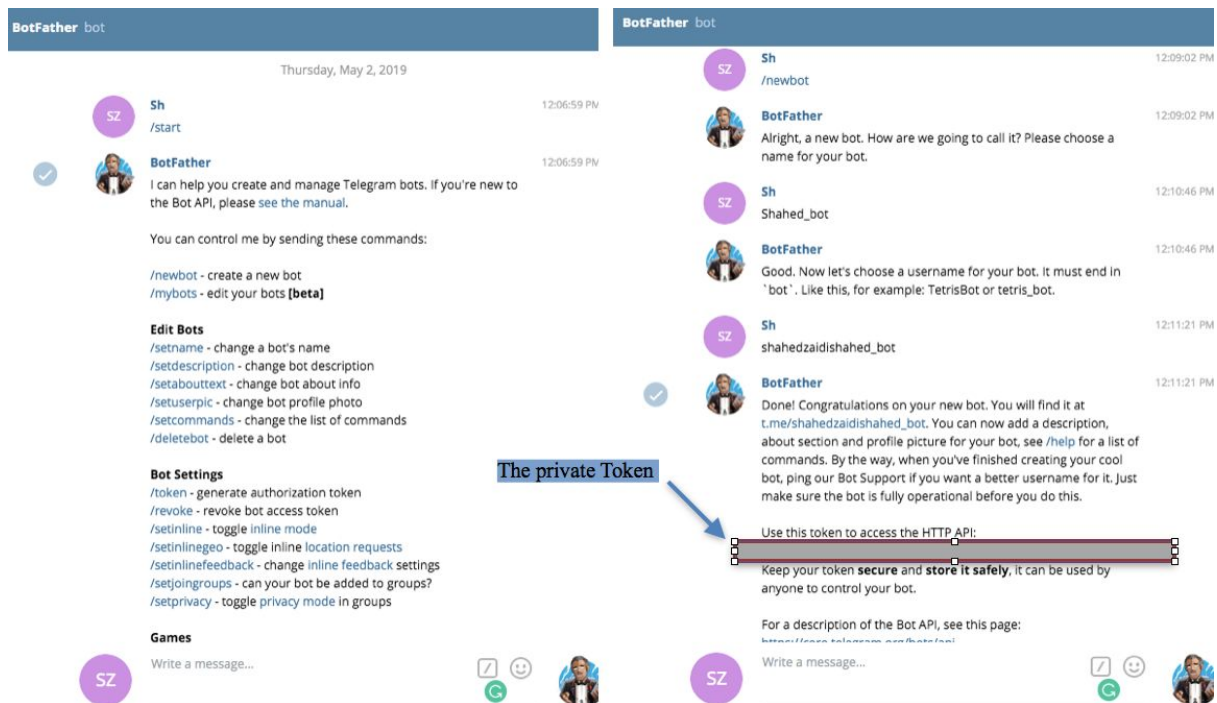 BotFather bot
Thursday, May 2, 2019
SZ
Sh 12:06:59 PM
/start
BotFather 12:06:59 PM
I can help you create and manage Telegram bots. If you're new to
the Bot API, please see the manual.
You can control me by sending these commands:
/newbot - create a new bot
/mybots - edit your bots [beta]
Edit Bots
/setname - change a bot's name
/setdescription - change bot description
/setabouttext - change bot about info
/setuserpic - change bot profile photo
/setcommands - change the list of commands
/deletebot - delete a bot
Bot Settings
/token - generate authorization token
/revoke - revoke bot access token
/setinline - toggle inline mode
/setinlinegeo - toggle inline location requests
/setinlinefeedback - change inline feedback settings
/setjoingroups - can your bot be added to groups?
/setprivacy - toggle privacy mode in groups
Games
SZ
Write a message...
The private Token
BotFather bot
SZ
Sh 12:09:02 PM
/newbot
BotFather 12:09:02 PM
Alright, a new bot. How are we going to call it? Please choose a
name for your bot.
SZ
Sh 12:10:46 PM
Shahed_bot
BotFather 12:10:46 PM
Good. Now let's choose a username for your bot. It must end in
`bot`. Like this, for example: TetrisBot or tetris_bot.
SZ
Sh 12:11:21 PM
shahedzaidishahed_bot
BotFather 12:11:21 PM
Done! Congratulations on your new bot. You will find it at
t.me/shahedzaidishahed_bot. You can now add a description,
about section and profile picture for your bot, see /help for a list of
commands. By the way, when you've finished creating your cool
bot, ping our Bot Support if you want a better username for it. Just
make sure the bot is fully operational before you do this.
Use this token to access the HTTP API:
Keep your token secure and store it safely, it can be used by
anyone to control your bot.
For a description of the Bot API, see this page:
https://core.telegram.org/bots/api
SZ
Write a message...